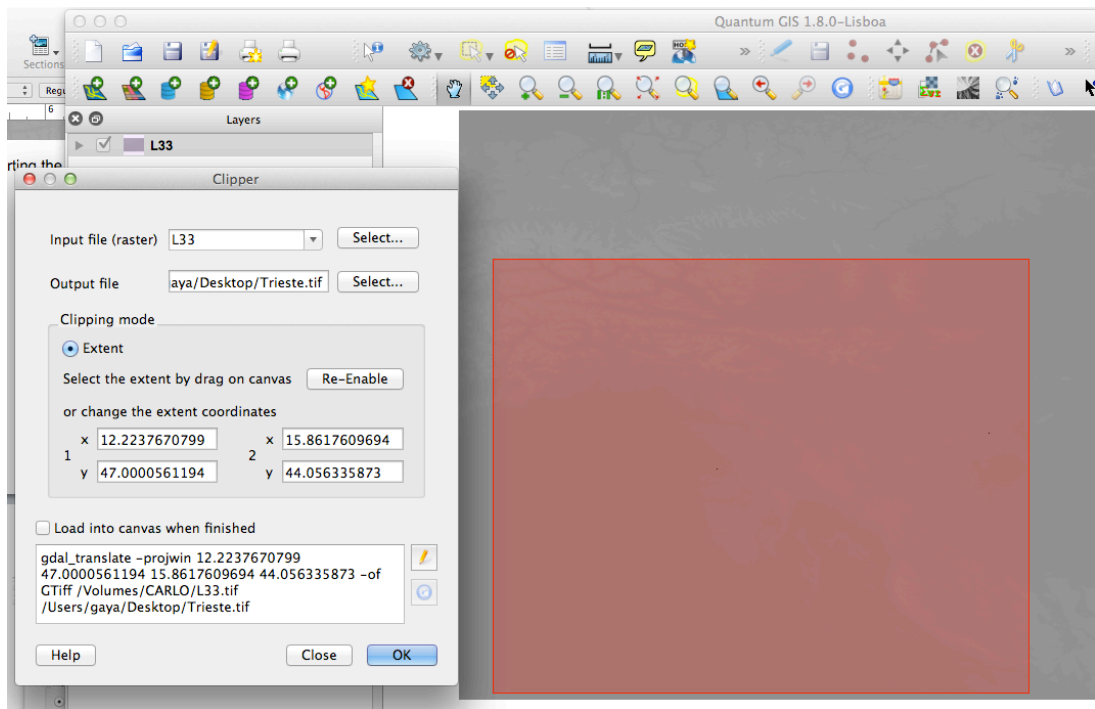 Quantum GIS 1.8.0-Lisboa
Sections
Regu
6
Layers
L33
rting the
Clipper
Input file (raster) L33 Select...
Output file aya/Desktop/Trieste.tif Select...
Clipping mode
Extent
Select the extent by drag on canvas Re-Enable
or change the extent coordinates
1 x 12.2237670799 2 x 15.8617609694
y 47.0000561194 y 44.056335873
Load into canvas when finished
gdal_translate -projwin 12.2237670799
47.0000561194 15.8617609694 44.056335873 -of
GTiff /Volumes/CARLO/L33.tif
/Users/gaya/Desktop/Trieste.tif
Help Close OK